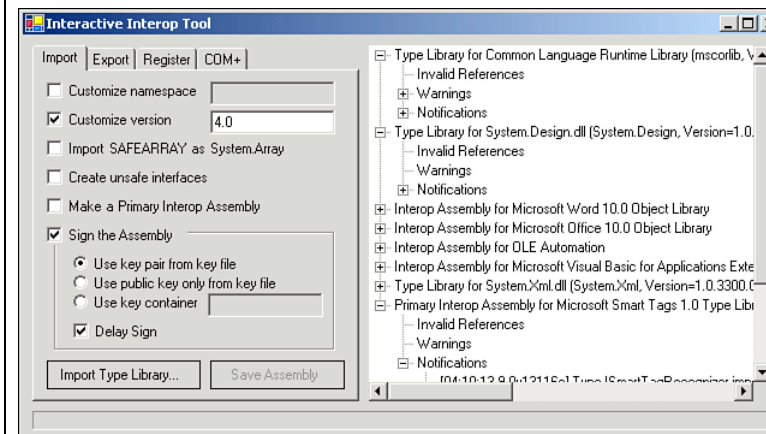 Interactive Interop Tool
Import Export Register COM+
Customize namespace
Customize version 4.0
Import SAFEARRAY as System.Array
Create unsafe interfaces
Make a Primary Interop Assembly
Sign the Assembly
Use key pair from key file
Use public key only from key file
Use key container
Delay Sign
Import Type Library... Save Assembly
Type Library for Common Language Runtime Library (mscorlib, V
Invalid References
Warnings
Notifications
Type Library for System.Design.dll (System.Design, Version=1.0.
Invalid References
Warnings
Notifications
Interop Assembly for Microsoft Word 10.0 Object Library
Interop Assembly for Microsoft Office 10.0 Object Library
Interop Assembly for OLE Automation
Interop Assembly for Microsoft Visual Basic for Applications Exte
Type Library for System.Xml.dll (System.Xml, Version=1.0.3300.0
Primary Interop Assembly for Microsoft Smart Tags 1.0 Type Libr
Invalid References
Warnings
Notifications
Type ISmartTagRecognizer